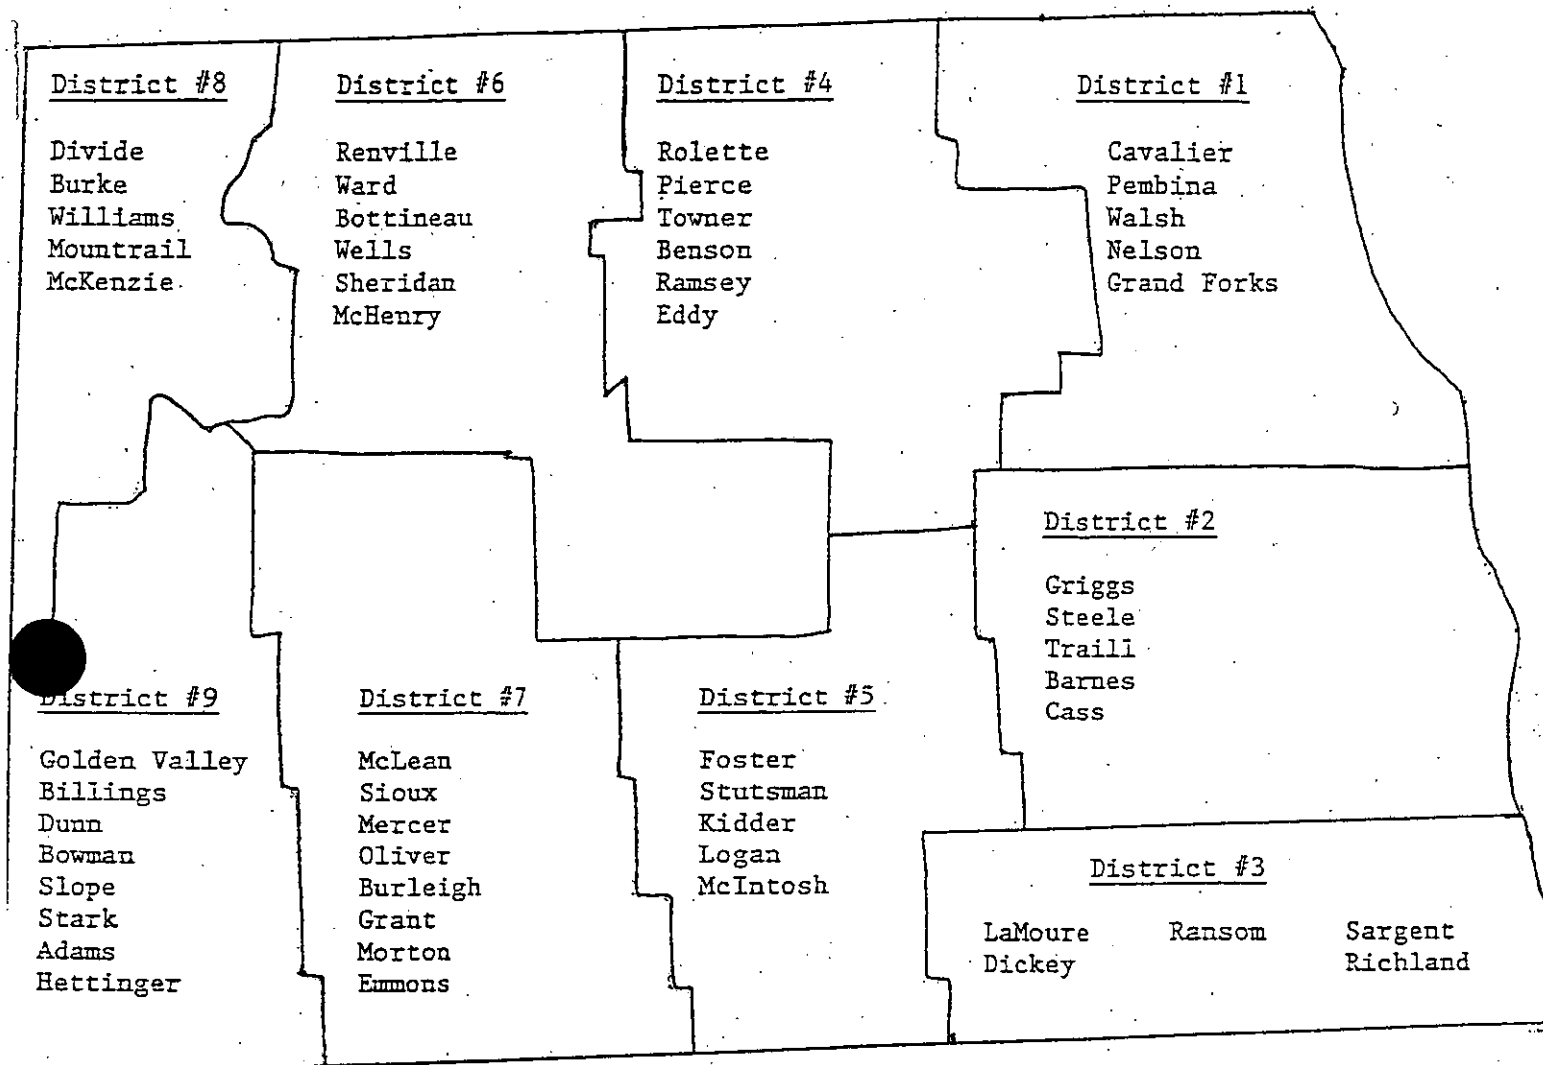 District #8
Divide
Burke
Williams
Mountrail
McKenzie
District #6
Renville
Ward
Bottineau
Wells
Sheridan
McHenry
District #4
Rolette
Pierce
Towner
Benson
Ramsey
Eddy
District #1
Cavalier
Pembina
Walsh
Nelson
Grand Forks
District #2
Griggs
Steele
Traill
Barnes
Cass
District #9
Golden Valley
Billings
Dunn
Bowman
Slope
Stark
Adams
Hettinger
District #7
McLean
Sioux
Mercer
Oliver
Burleigh
Grant
Morton
Emmons
District #5
Foster
Stutsman
Kidder
Logan
McIntosh
District #3
LaMoure Ransom Sargent
Dickey Richland